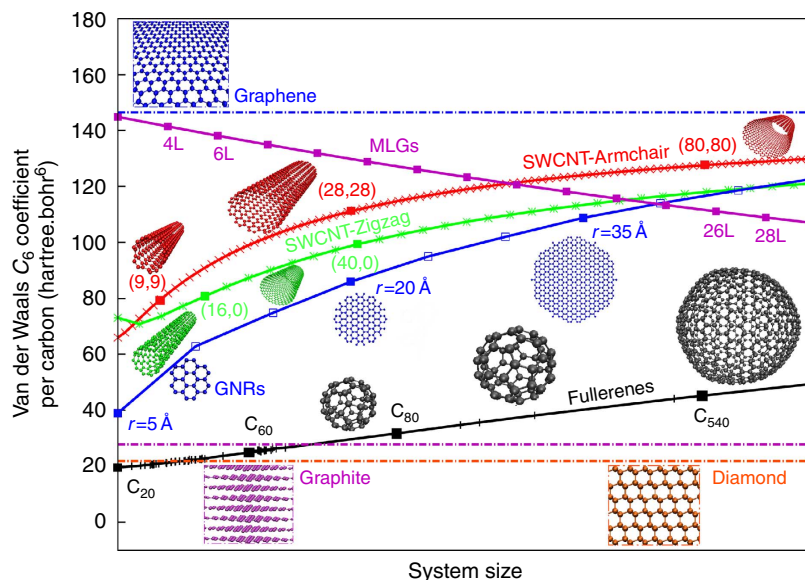 180
160
140
120
100
80
60
40
20
0
Van der Waals C₆ coefficient
per carbon (hartree.bohr⁶)
System size
Graphene
4L
6L
MLGs
SWCNT-Armchair
(80,80)
(28,28)
SWCNT-Zigzag
(9,9)
(16,0)
(40,0)
r=35 Å
26L
28L
r=20 Å
GNRs
r=5 Å
Fullerenes
C₆₀
C₈₀
C₅₄₀
C₂₀
Graphite
Diamond